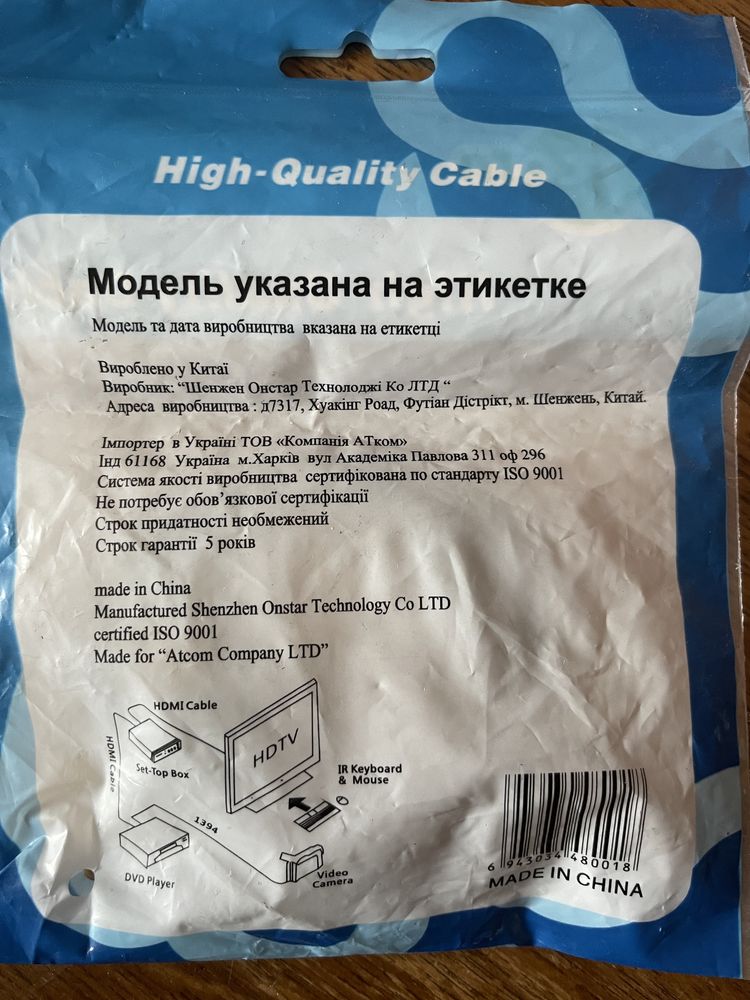 High-Quality Cable
Модель указана на этикетке
Модель та дата виробництва вказана на етикетці
Вироблено у Китаї
Виробник: “Шенжен Онстар Технолоджі Ко ЛТД “
Адреса виробництва : д7317, Хуакінг Роад, Футіан Дістрікт, м. Шенжень, Китай.
Імпортер в Україні ТОВ «Компанія АТком»
Інд 61168 Україна м.Харків вул Академіка Павлова 311 оф 296
Система якості виробництва сертифікована по стандарту ISO 9001
Не потребує обов’язкової сертифікації
Строк придатності необмежений
Строк гарантії 5 років
made in China
Manufactured Shenzhen Onstar Technology Co LTD
certified ISO 9001
Made for “Atcom Company LTD”
HDMI Cable
HDMI Cable
Set-Top Box
HDTV
IR Keyboard
& Mouse
1394
DVD Player
Video
Camera
6 943034 480018
MADE IN CHINA